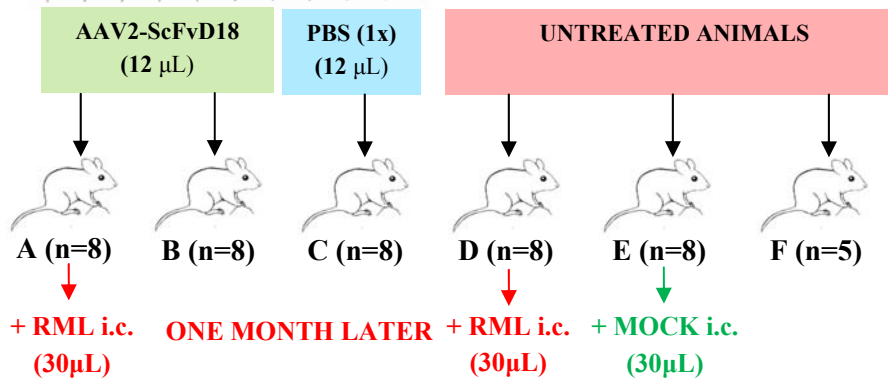 AAV2-ScFvD18
(12 μL)
PBS (1x)
(12 μL)
UNTREATED ANIMALS
A (n=8)
B (n=8)
C (n=8)
D (n=8)
E (n=8)
F (n=5)
+ RML i.c.
(30μL)
ONE MONTH LATER
+ RML i.c.
(30μL)
+ MOCK i.c.
(30μL)